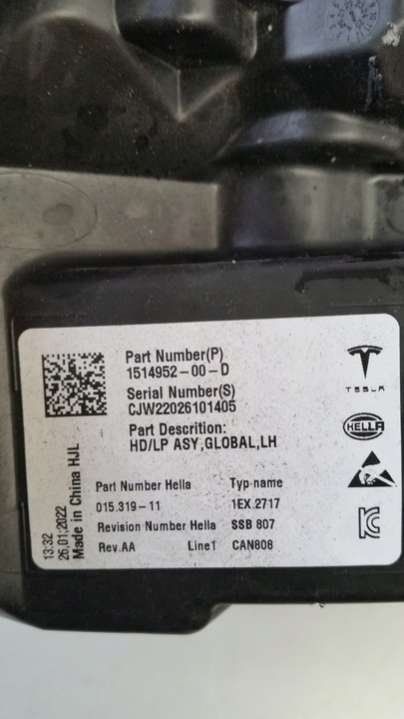 Part Number(P)
1514952-00-D
Serial Number(S)
CJW22026101405
Part Descrition:
HD/LP ASY,GLOBAL,LH
Part Number Hella Typ-name
015.319-11 1EX.2717
Revision Number Hella SSB 807
Rev.AA Line1 CAN808
13:32
26,01;2022
Made in China HJL
TESLA
HELLA